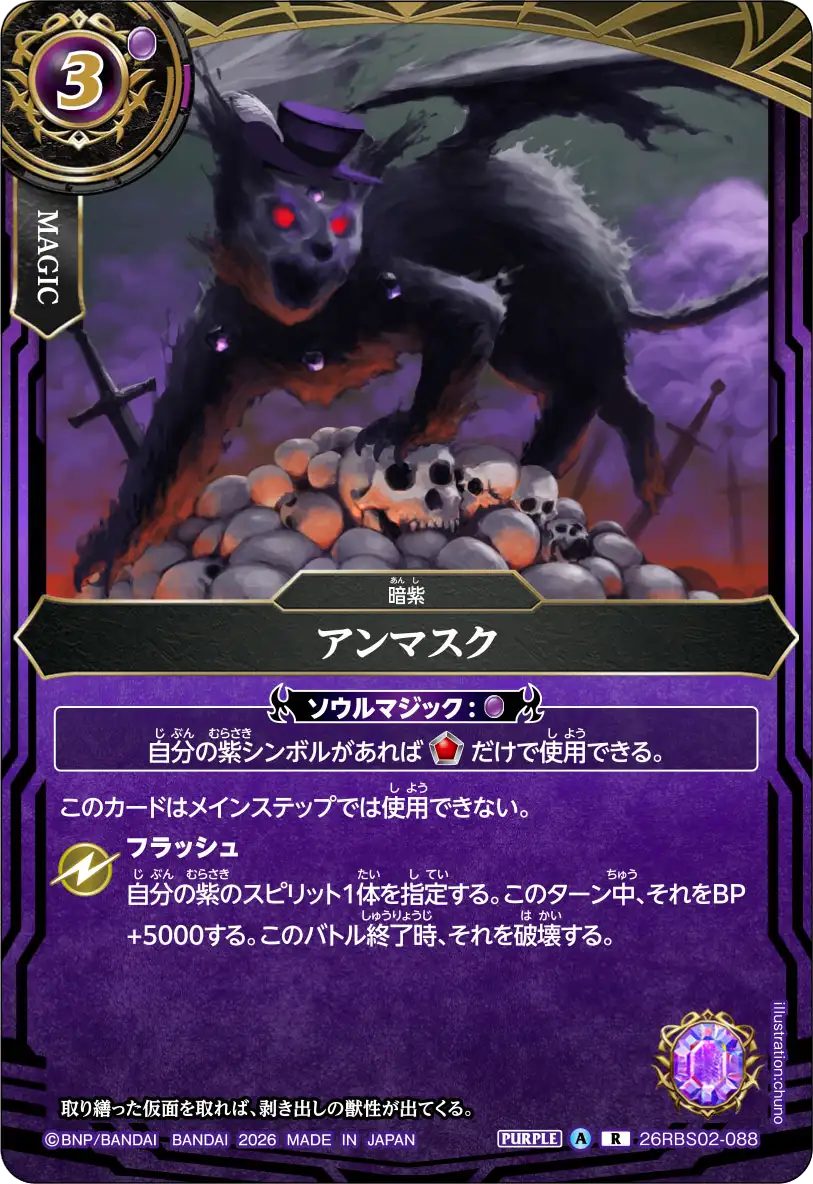 3
MAGIC
あんし
暗紫
アンマスク
ソウルマジック:
じぶん むらさき しよう
自分の紫シンボルがあれば だけで使用できる。
しよう
このカードはメインステップでは使用できない。
フラッシュ
じぶん むらさき たい してい ちゅう
自分の紫のスピリット1体を指定する。このターン中、それをBP
しゅうりょうじ はかい
+5000する。このバトル終了時、それを破壊する。
illustration:chuno
取り繕った仮面を取れば、剥き出しの獣性が出てくる。
©BNP/BANDAI BANDAI 2026 MADE IN JAPAN PURPLE A R 26RBS02-088